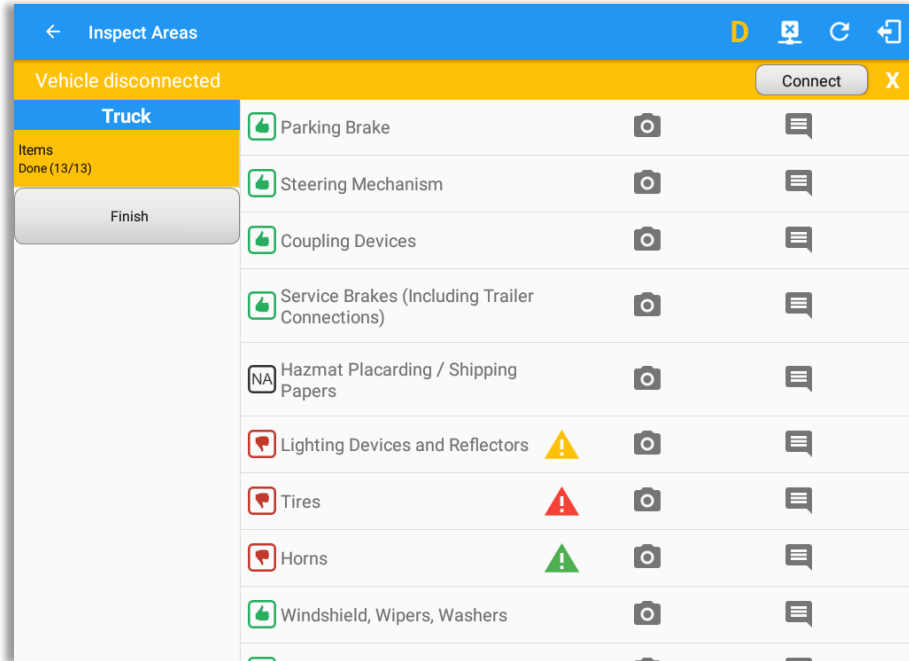 Inspect Areas
D
Vehicle disconnected
Connect
X
Truck
Items
Done (13/13)
Finish
Parking Brake
Steering Mechanism
Coupling Devices
Service Brakes (Including Trailer
Connections)
NA
Hazmat Placarding / Shipping
Papers
Lighting Devices and Reflectors
Tires
Horns
Windshield, Wipers, Washers